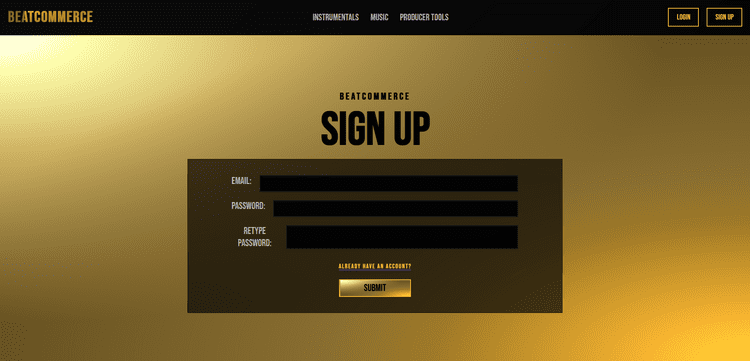 BEATCOMMERCE
INSTRUMENTALS MUSIC PRODUCER TOOLS
LOGIN SIGN UP
BEATCOMMERCE
SIGN UP
EMAIL:
PASSWORD:
RETYPE
PASSWORD:
ALREADY HAVE AN ACCOUNT?
SUBMIT